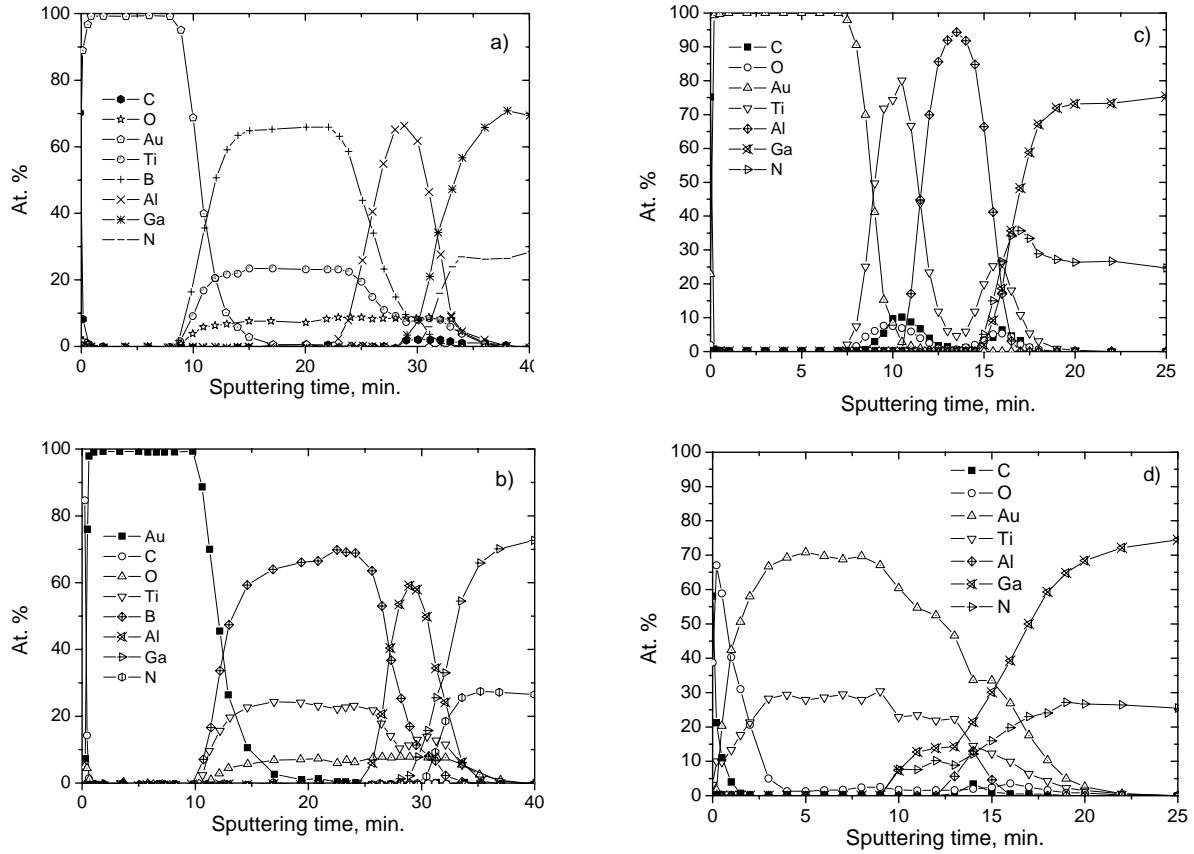 a)
100
80
60
40
20
0
At. %
C
O
Au
Ti
B
Al
Ga
N
0 10 20 30 40
Sputtering time, min.
c)
100
90
80
70
60
50
40
30
20
10
0
At. %
C
O
Au
Ti
Al
Ga
N
0 5 10 15 20 25
Sputtering time, min.
b)
100
80
60
40
20
0
At. %
Au
C
O
Ti
B
Al
Ga
N
0 10 20 30 40
Sputtering time, min.
d)
100
90
80
70
60
50
40
30
20
10
0
At. %
C
O
Au
Ti
Al
Ga
N
0 5 10 15 20 25
Sputtering time, min.